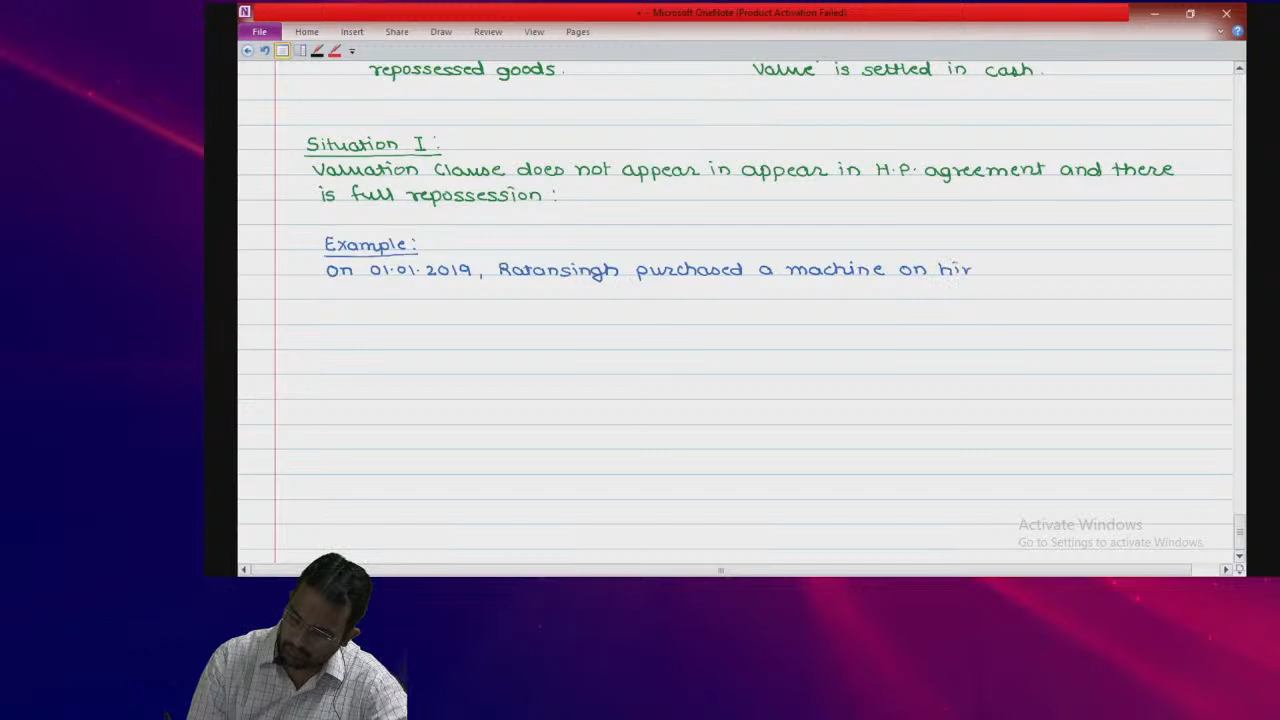 Microsoft OneNote (Product Activation Failed)
File Home Insert Share Draw Review View Pages
repossessed goods. Value" is settled in cash.
Situation I:
Valuation Clause does not appear in appear in H.P. agreement and there
is full repossession:
Example:
On 01.01.2019, Ratansingh purchased a machine on hir
Activate Windows
Go to Settings to activate Windows.